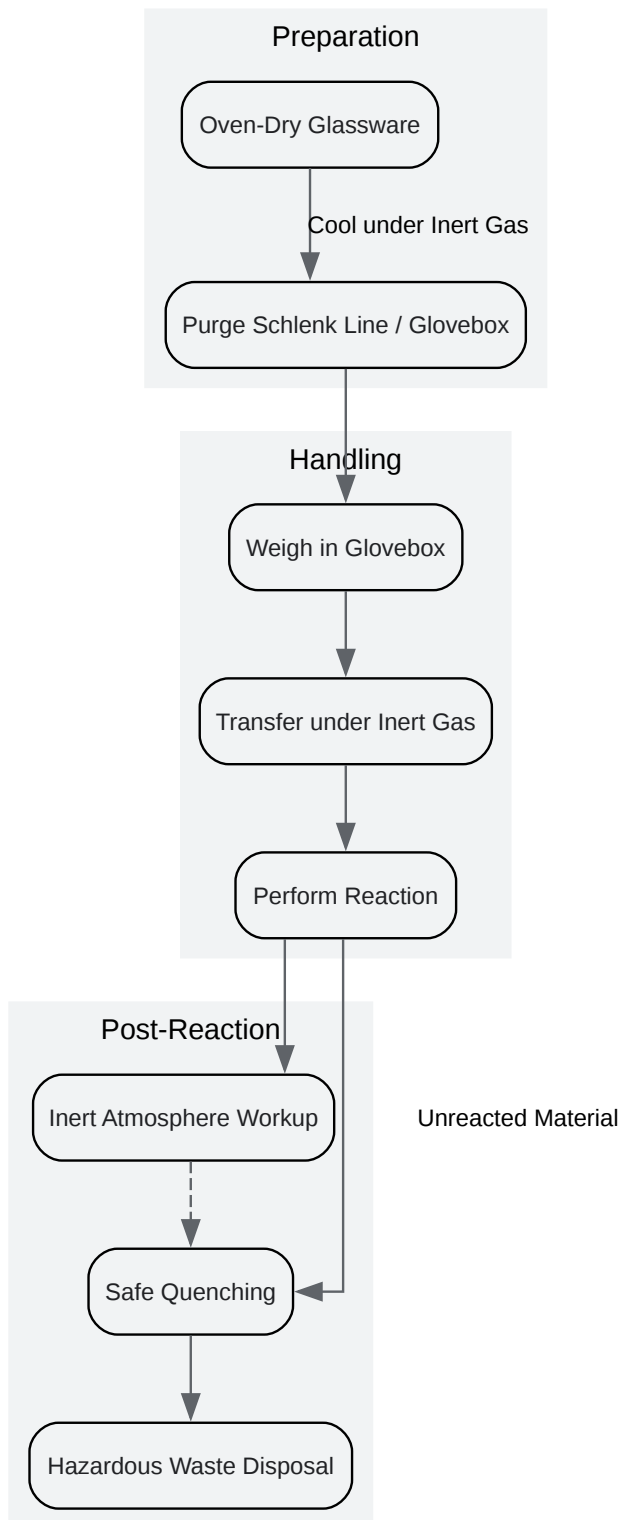 Preparation
Oven-Dry Glassware
Cool under Inert Gas
Purge Schlenk Line / Glovebox
Handling
Weigh in Glovebox
Transfer under Inert Gas
Perform Reaction
Post-Reaction
Inert Atmosphere Workup
Unreacted Material
Safe Quenching
Hazardous Waste Disposal